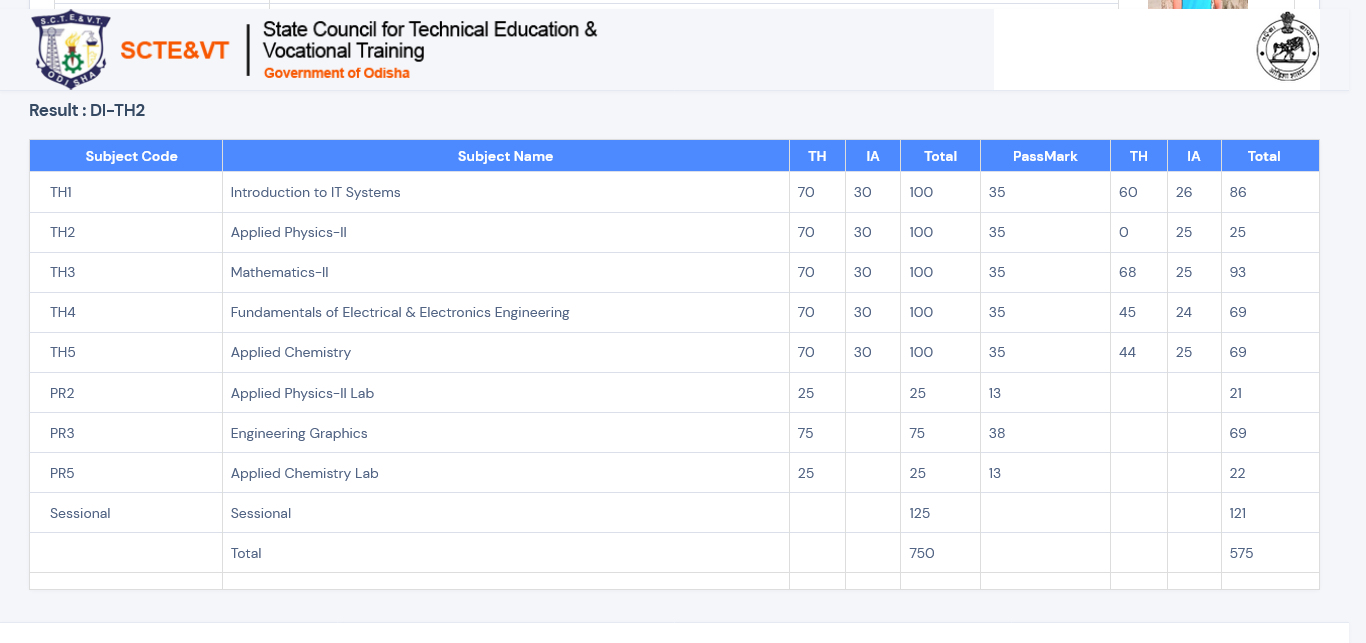 S.C.T.E.&V.T.
ODISHA
SCTE&VT
State Council for Technical Education &
Vocational Training
Government of Odisha
Result : DI-TH2
Subject Code Subject Name TH IA Total PassMark TH IA Total
TH1 Introduction to IT Systems 70 30 100 35 60 26 86
TH2 Applied Physics-II 70 30 100 35 0 25 25
TH3 Mathematics-II 70 30 100 35 68 25 93
TH4 Fundamentals of Electrical & Electronics Engineering 70 30 100 35 45 24 69
TH5 Applied Chemistry 70 30 100 35 44 25 69
PR2 Applied Physics-II Lab 25 25 13 21
PR3 Engineering Graphics 75 75 38 69
PR5 Applied Chemistry Lab 25 25 13 22
Sessional Sessional 125 121
Total 750 575